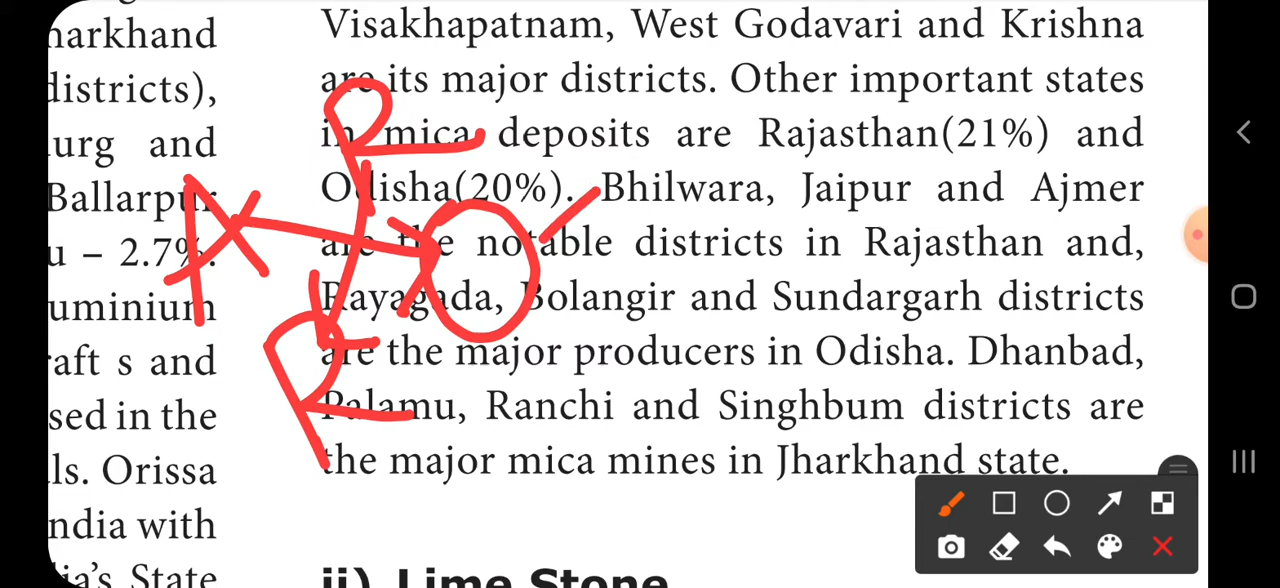 harkhand
districts),
urg and
Ballarpur
u – 2.7%.
uminium
raft s and
sed in the
ls. Orissa
ndia with
ia's State
Visakhapatnam, West Godavari and Krishna
are its major districts. Other important states
in mica deposits are Rajasthan(21%) and
Odisha(20%). Bhilwara, Jaipur and Ajmer
are the notable districts in Rajasthan and,
Rayagada, Bolangir and Sundargarh districts
are the major producers in Odisha. Dhanbad,
Palamu, Ranchi and Singhbum districts are
the major mica mines in Jharkhand state.
ii) Lime Stone
R
A
O
R